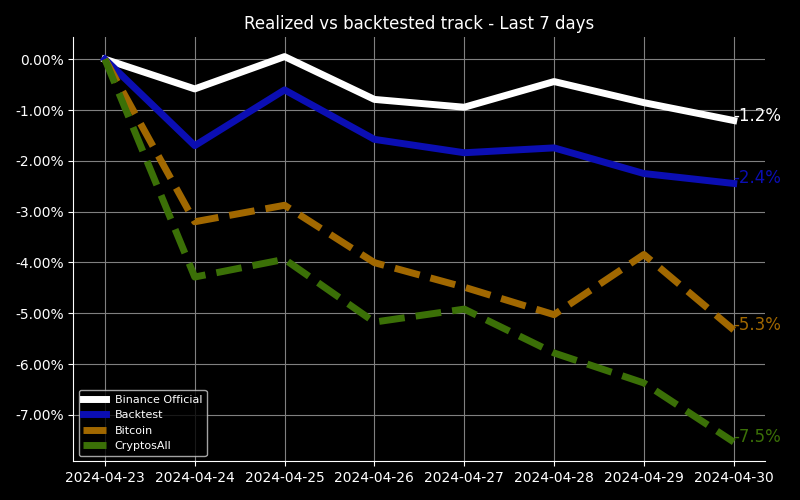 Realized vs backtested track - Last 7 days
0.00%
-1.00%
-2.00%
-3.00%
-4.00%
-5.00%
-6.00%
-7.00%
-1.2%
-2.4%
-5.3%
-7.5%
Binance Official
Backtest
Bitcoin
CryptosAll
2024-04-23 2024-04-24 2024-04-25 2024-04-26 2024-04-27 2024-04-28 2024-04-29 2024-04-30